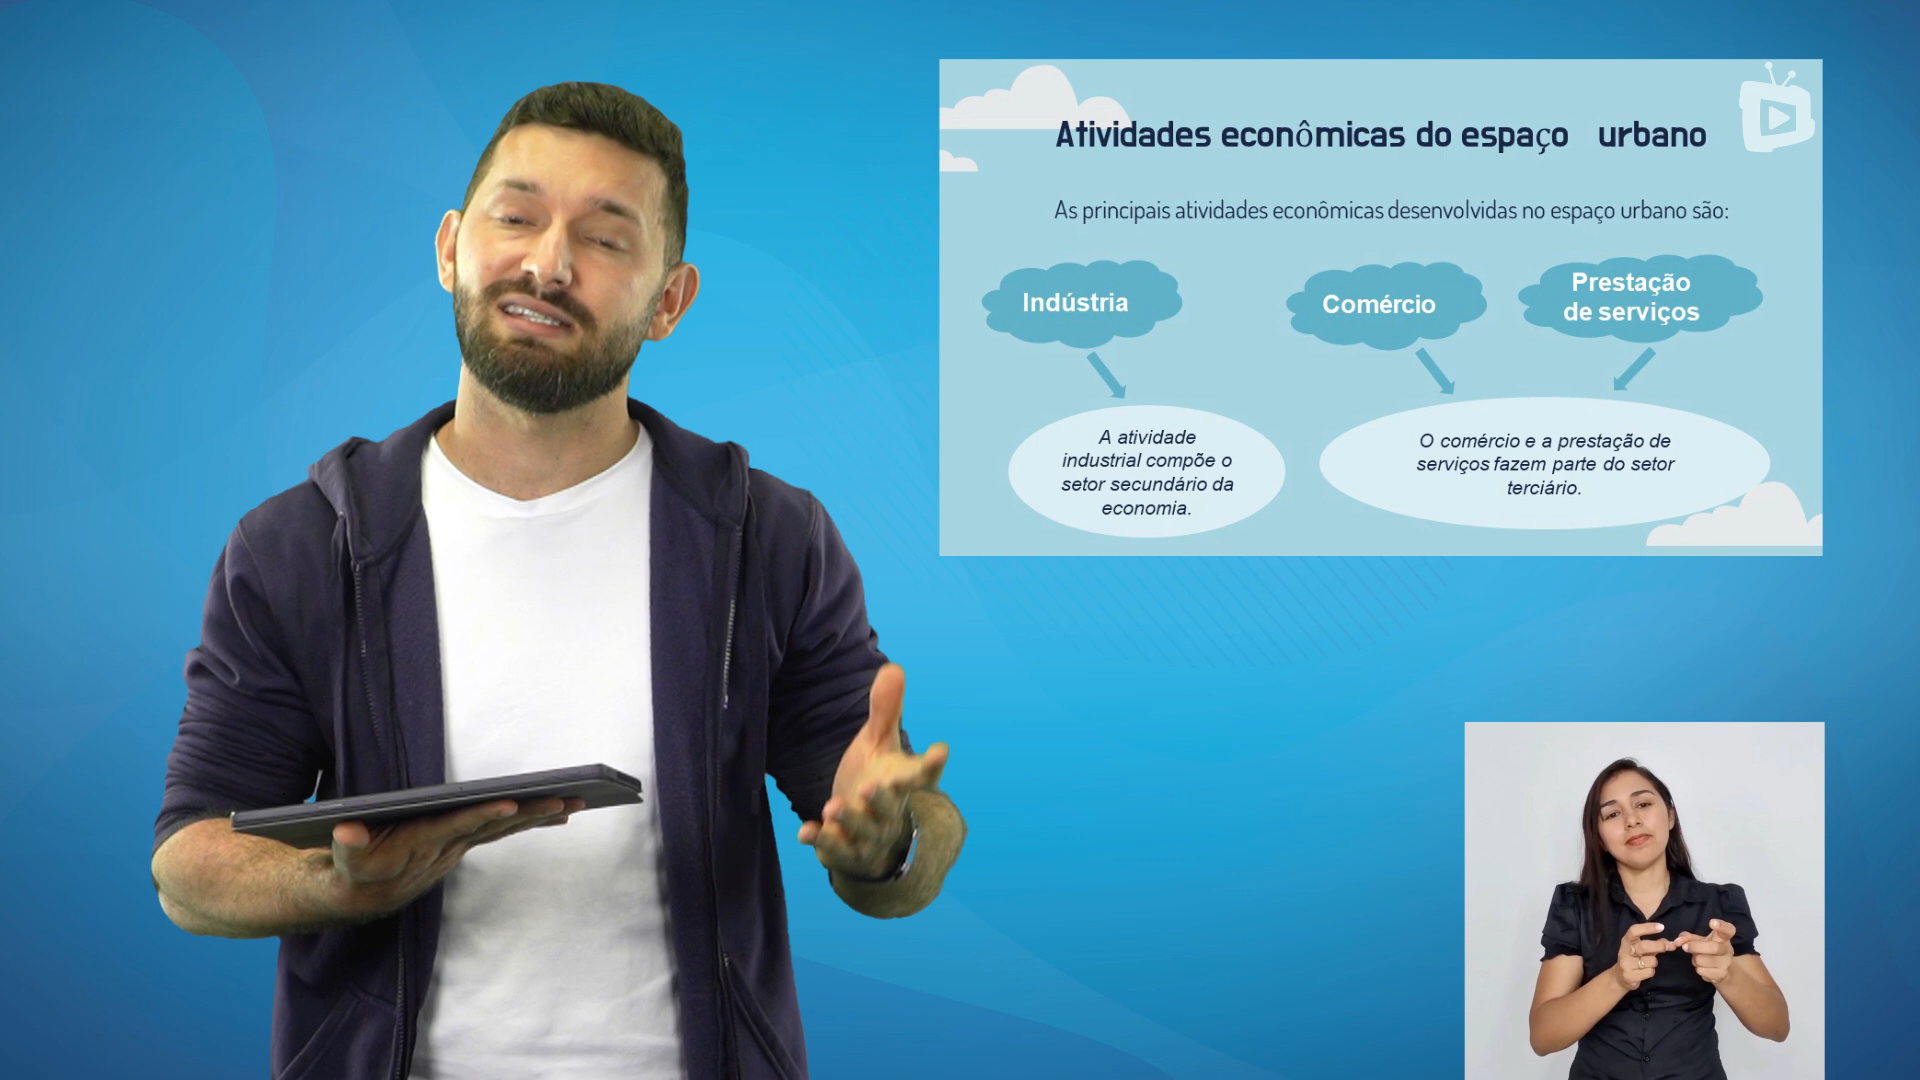 Atividades econômicas do espaço urbano
As principais atividades econômicas desenvolvidas no espaço urbano são:
Indústria
Comércio
Prestação
de serviços
A atividade
industrial compõe o
setor secundário da
economia.
O comércio e a prestação de
serviços fazem parte do setor
terciário.